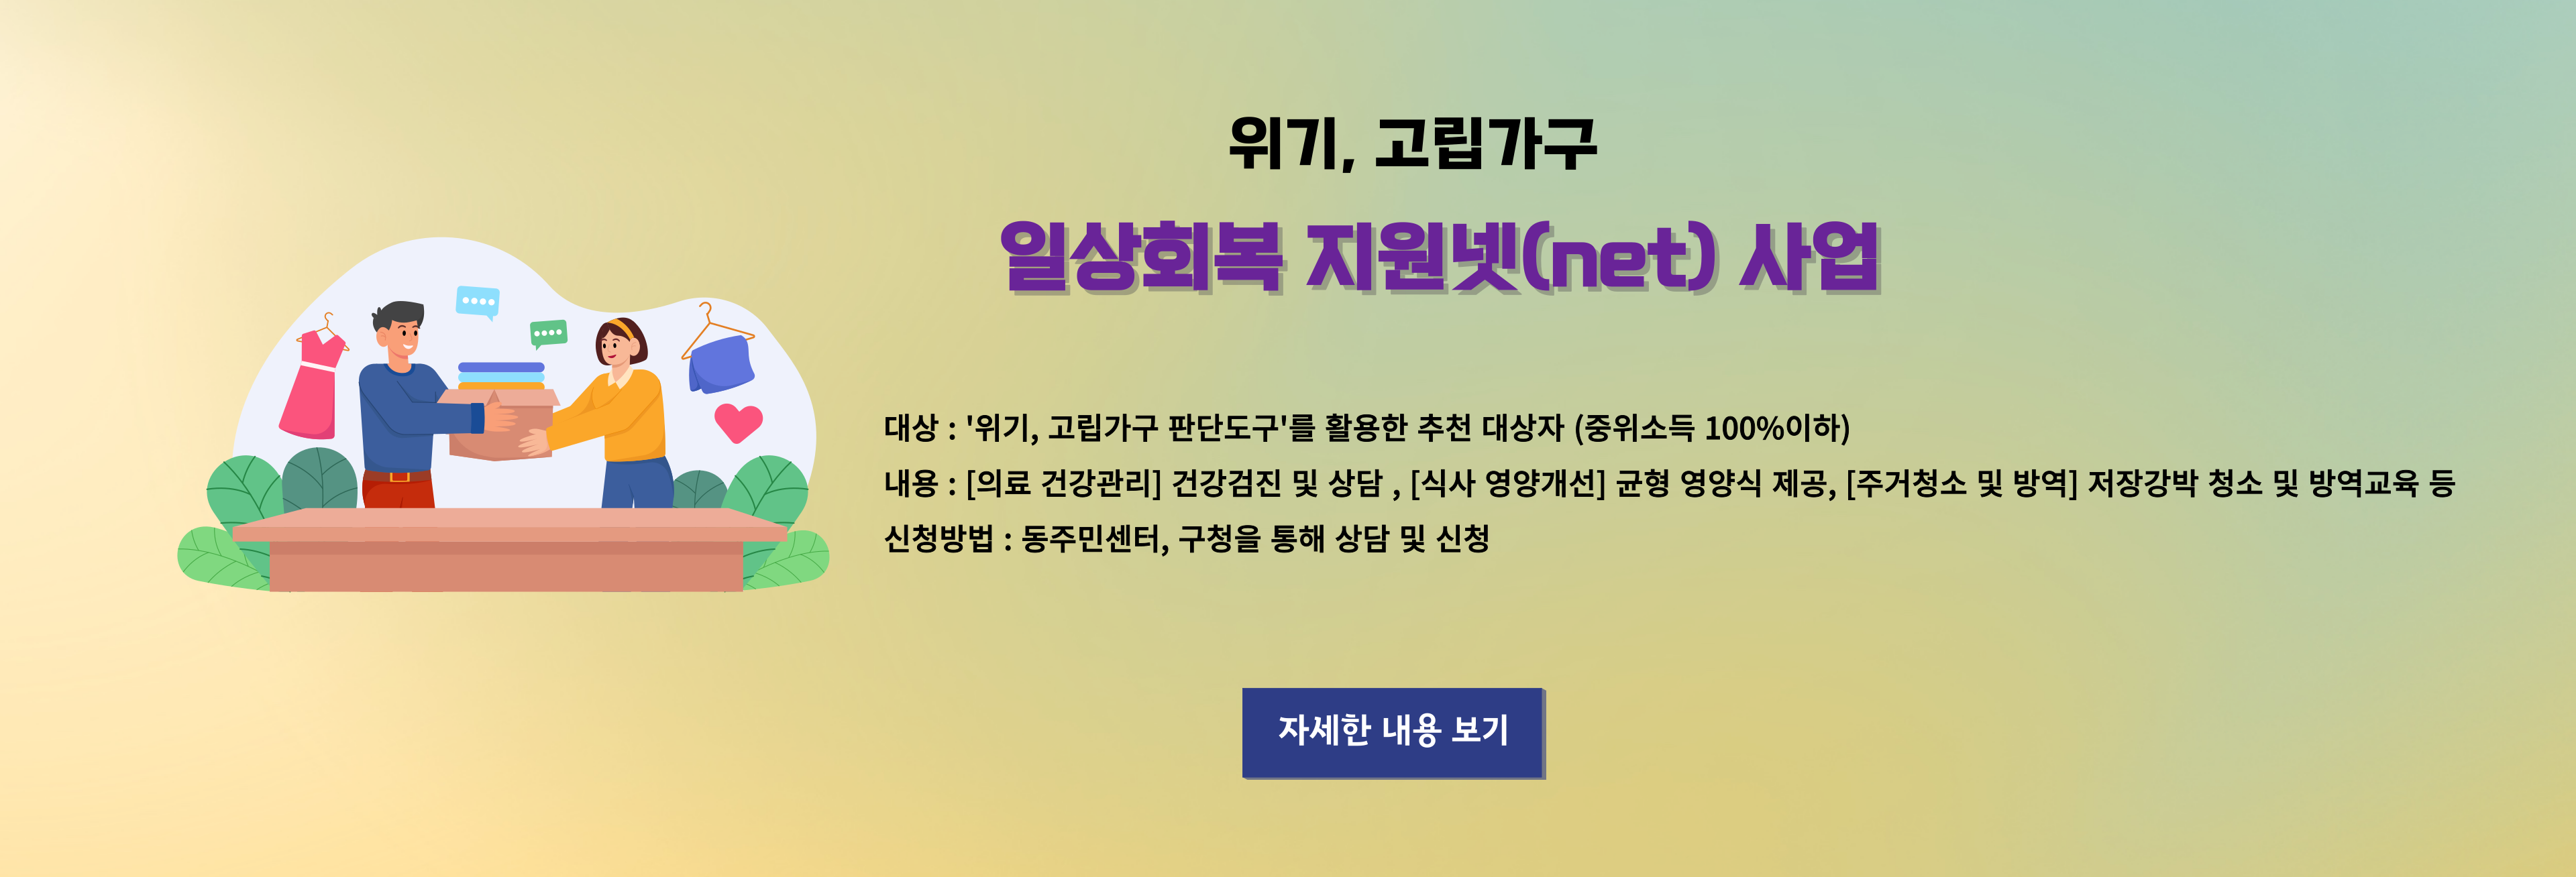 위기, 고립가구
일상회복 지원넷(net) 사업
대상 : '위기, 고립가구 판단도구'를 활용한 추천 대상자 (중위소득 100%이하)
내용 : [의료 건강관리] 건강검진 및 상담 , [식사 영양개선] 균형 영양식 제공, [주거청소 및 방역] 저장강박 청소 및 방역교육 등
신청방법 : 동주민센터, 구청을 통해 상담 및 신청
자세한 내용 보기